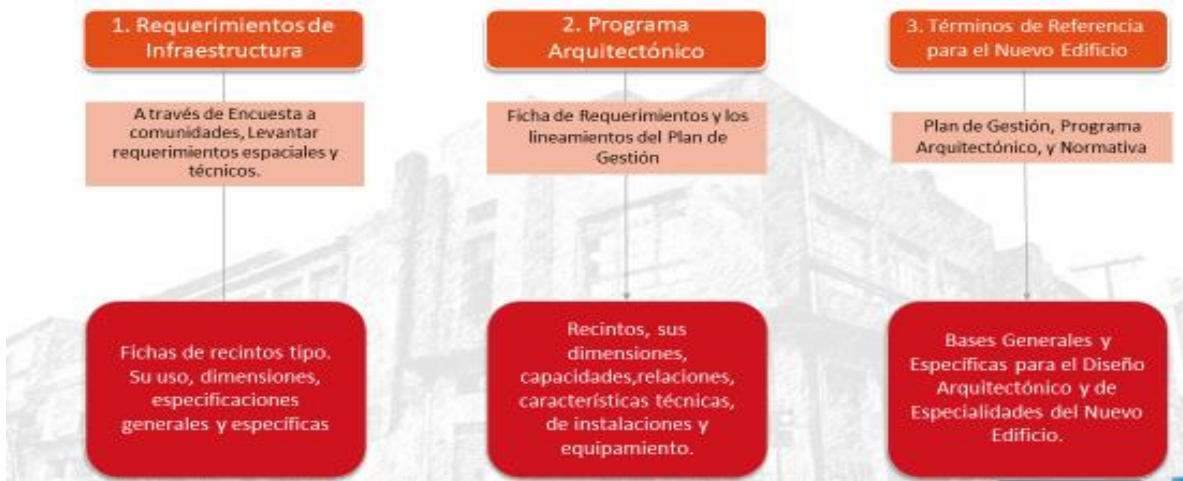 1. Requerimientos de
Infraestructura
A través de Encuesta a
comunidades, Levantar
requerimientos espaciales y
técnicos.
Fichas de recintos tipo.
Su uso, dimensiones,
especificaciones
generales y específicas
2. Programa
Arquitectónico
Ficha de Requerimientos y los
lineamientos del Plan de
Gestión
Recintos, sus
dimensiones,
capacidades,relaciones,
características técnicas,
de instalaciones y
equipamiento.
3. Términos de Referencia
para el Nuevo Edificio
Plan de Gestión, Programa
Arquitectónico, y Normativa
Bases Generales y
Específicas para el Diseño
Arquitectónico y de
Especialidades del Nuevo
Edificio.